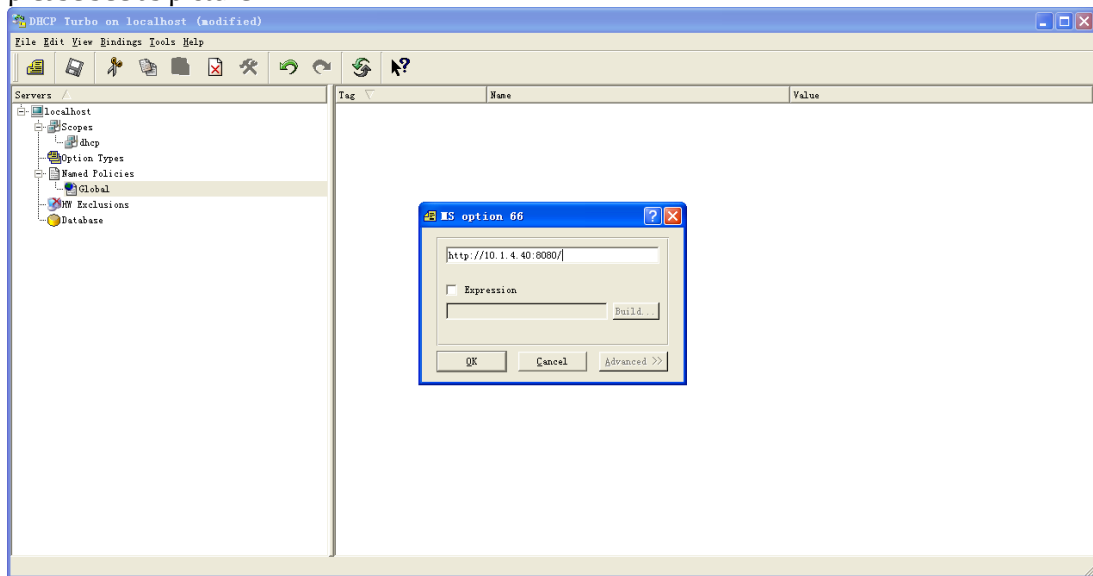 DHCP Turbo on localhost (modified)
File Edit View Bindings Tools Help
Servers
Tag Name Value
localhost
Scopes
dhcp
Option Types
Named Policies
Global
HW Exclusions
Database
MS option 66
http://10.1.4.40:8080/
Expression
Build...
OK Cancel Advanced >>